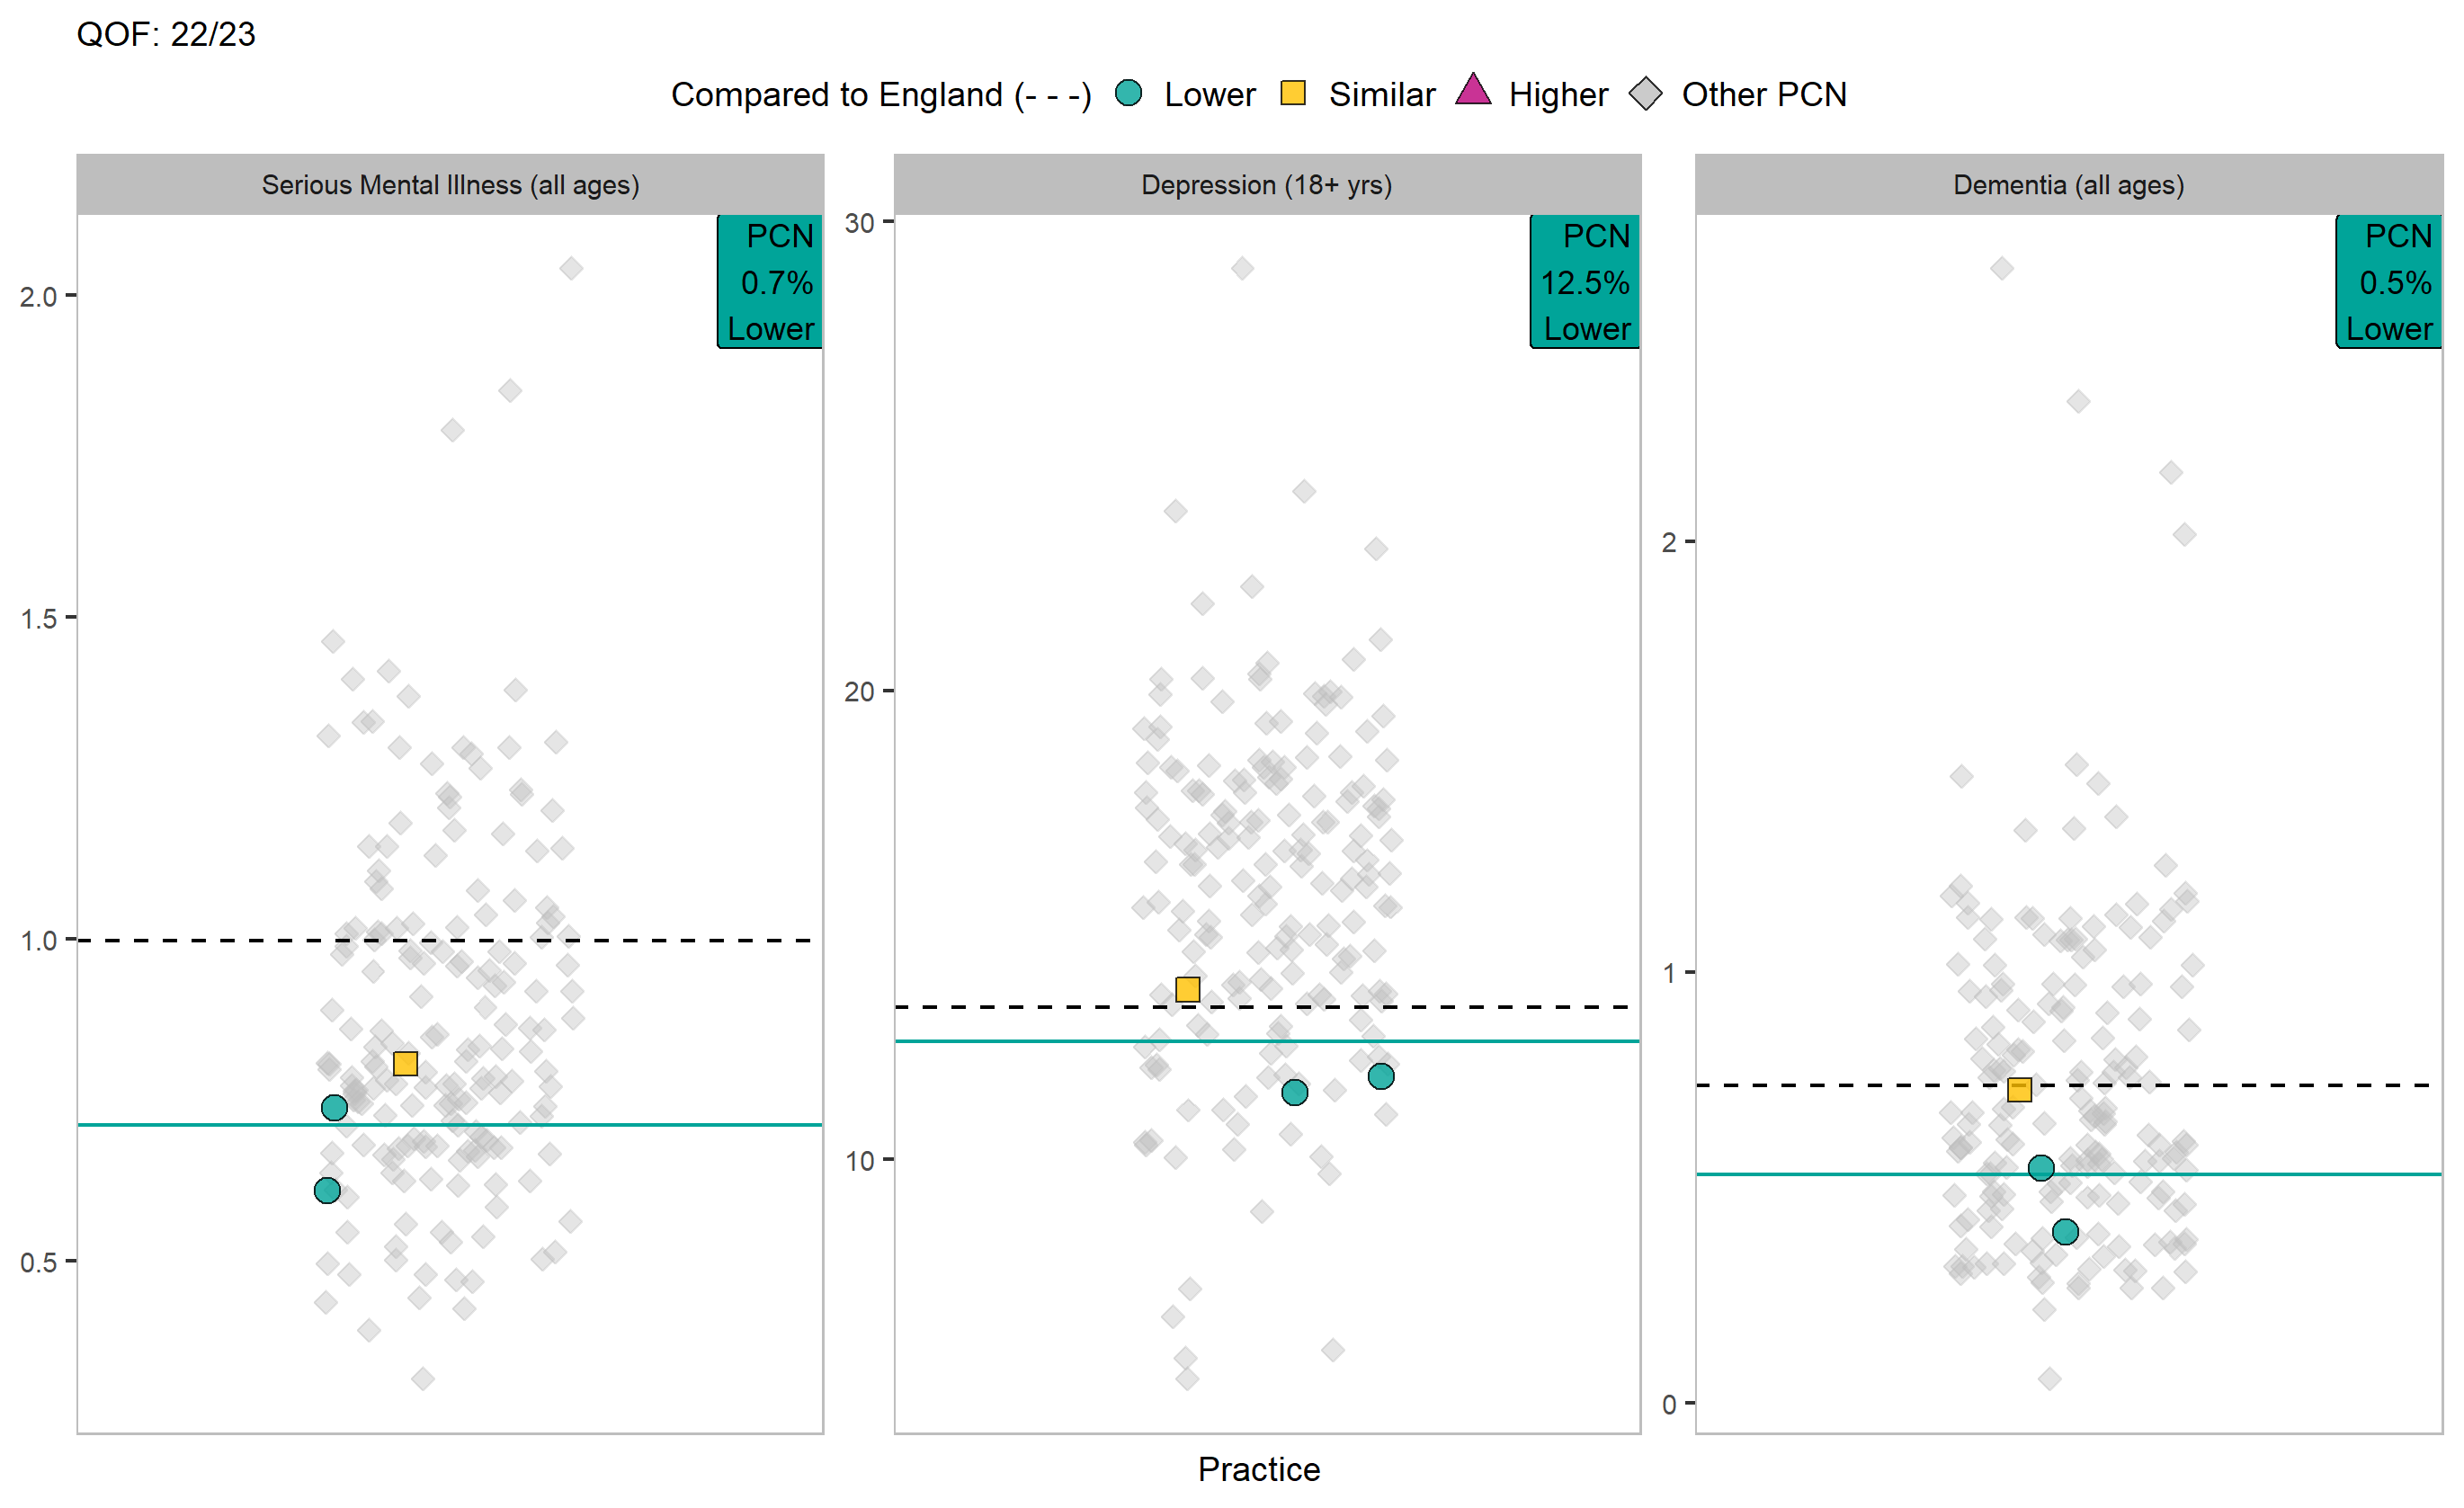 QOF: 22/23
Compared to England (- - -) Lower Similar Higher Other PCN
Serious Mental Illness (all ages)
PCN
0.7%
Lower
2.0
1.5
1.0
0.5
Depression (18+ yrs)
PCN
12.5%
Lower
30
20
10
Dementia (all ages)
PCN
0.5%
Lower
2
1
0
Practice